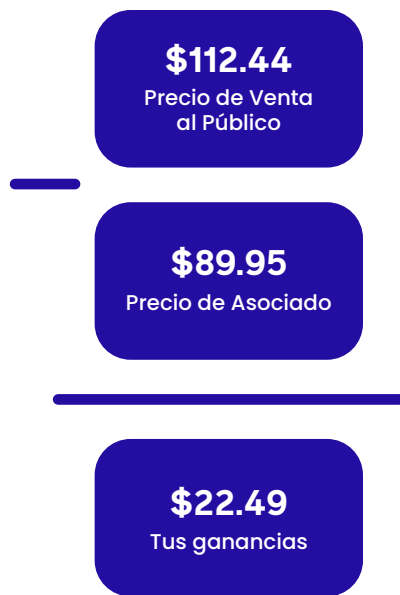 $112.44
Precio de Venta
al Público
$89.95
Precio de Asociado
$22.49
Tus ganancias